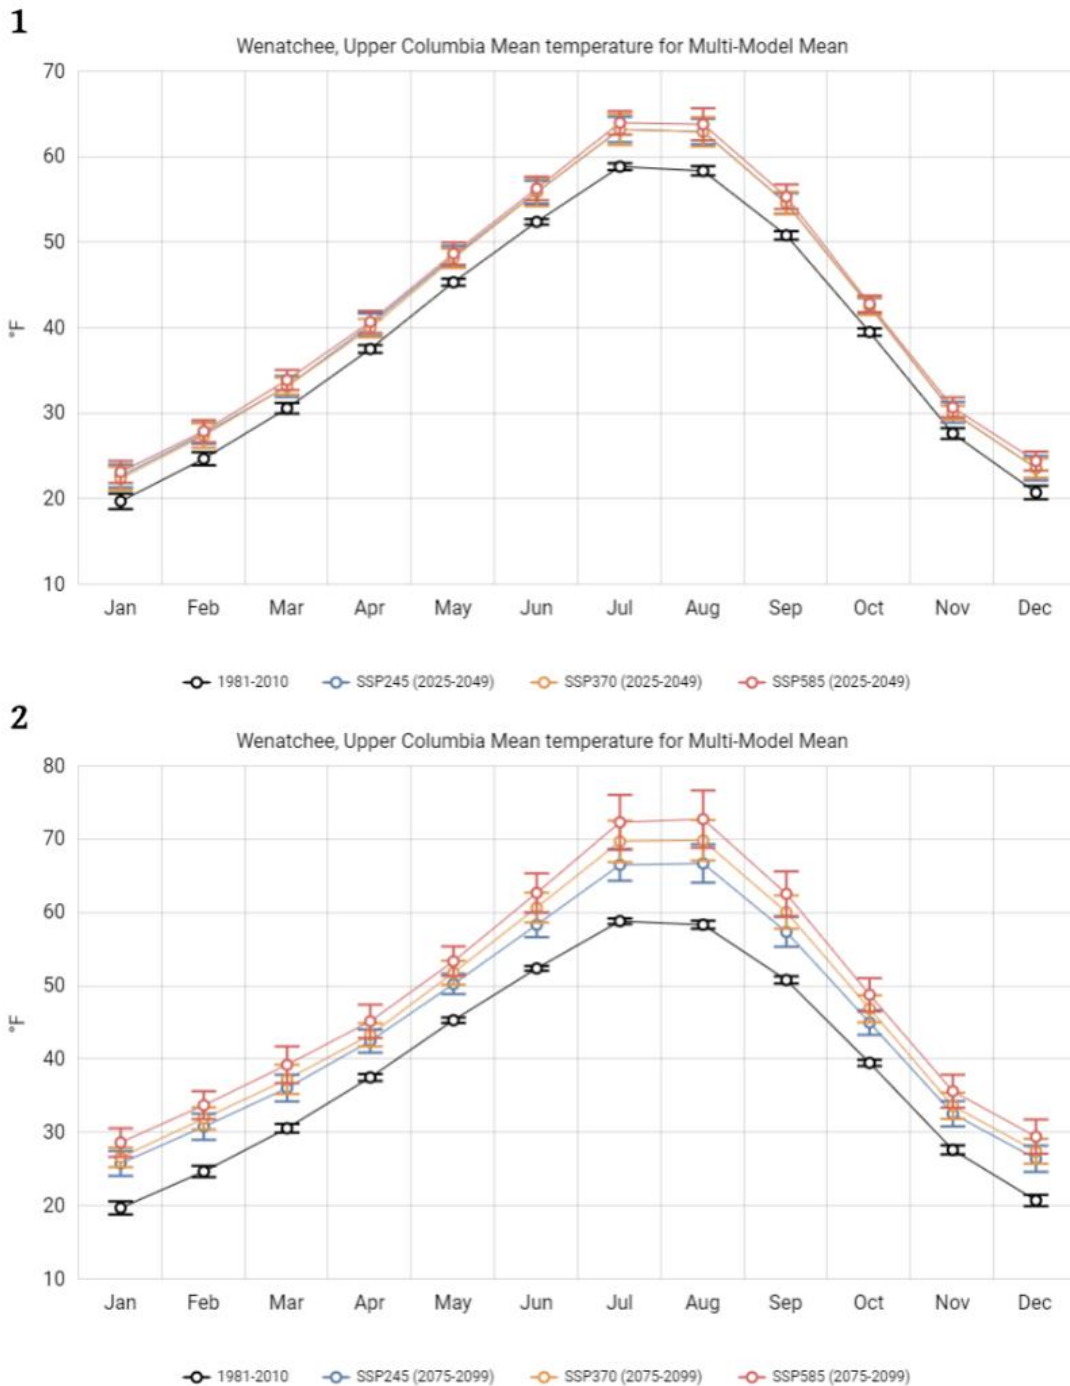 1
Wenatchee, Upper Columbia Mean temperature for Multi-Model Mean
70
60
50
40
30
20
10
°F
Jan Feb Mar Apr May Jun Jul Aug Sep Oct Nov Dec
1981-2010 SSP245 (2025-2049) SSP370 (2025-2049) SSP585 (2025-2049)
2
Wenatchee, Upper Columbia Mean temperature for Multi-Model Mean
80
70
60
50
40
30
20
10
°F
Jan Feb Mar Apr May Jun Jul Aug Sep Oct Nov Dec
1981-2010 SSP245 (2075-2099) SSP370 (2075-2099) SSP585 (2075-2099)